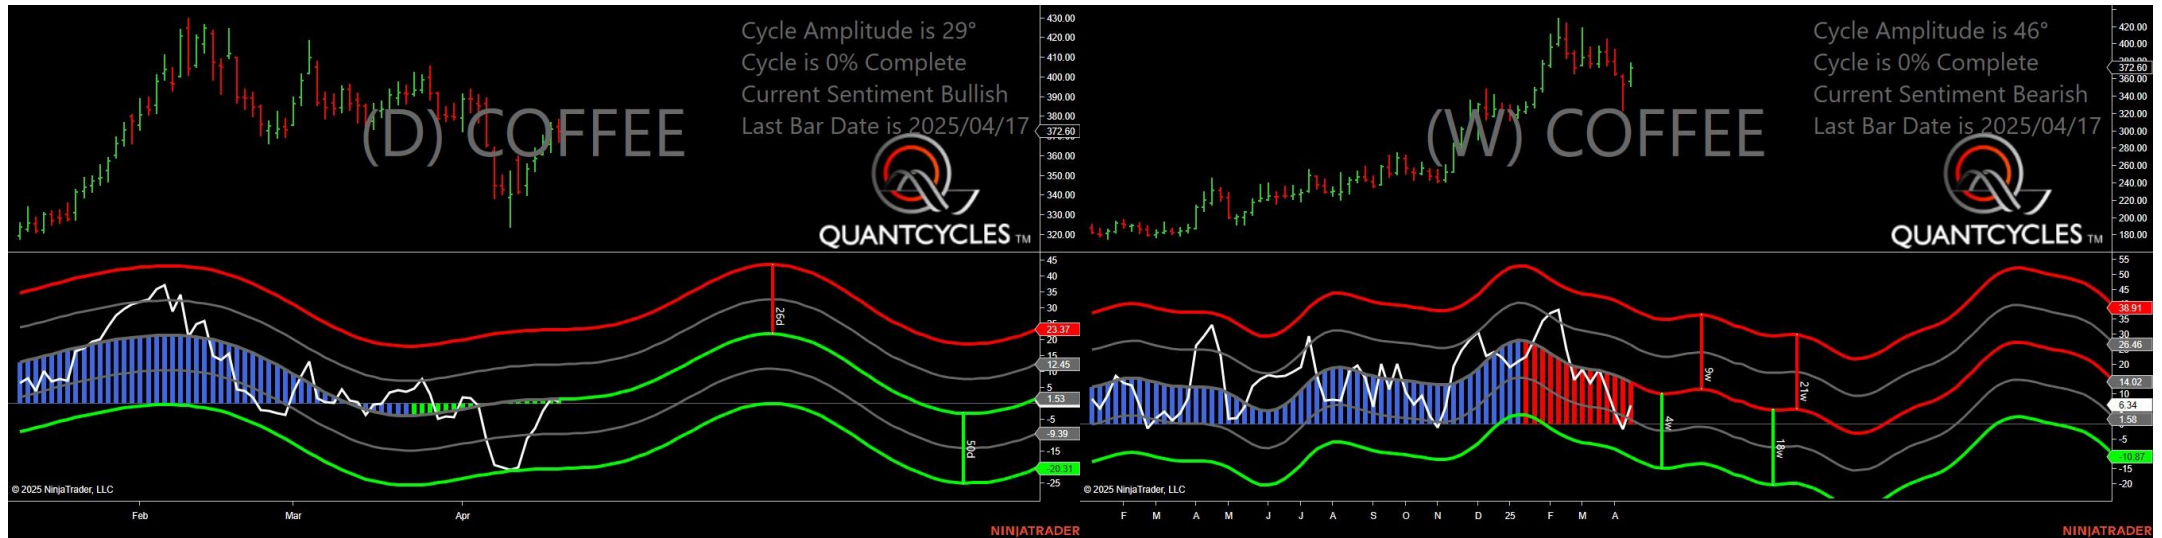 Cycle Amplitude is 29°
Cycle is 0% Complete
Current Sentiment Bullish
Last Bar Date is 2025/04/17
(D) COFFEE
QUANTCYCLES TM
430.00
420.00
410.00
400.00
390.00
380.00
372.60
360.00
350.00
340.00
330.00
320.00
45
40
35
30
23.37
20
15
12.45
10
5
1.53
-5
-9.39
-15
-20.31
-25
26d
50d
© 2025 NinjaTrader, LLC
Feb Mar Apr
NINJATRADER
Cycle Amplitude is 46°
Cycle is 0% Complete
Current Sentiment Bearish
Last Bar Date is 2025/04/17
(W) COFFEE
QUANTCYCLES TM
420.00
400.00
372.60
360.00
340.00
320.00
300.00
280.00
260.00
240.00
220.00
200.00
180.00
55
50
45
38.91
35
30
26.46
20
14.02
10
6.34
1.58
-5
-10.87
-15
-20
4w
9w
18w
21w
© 2025 NinjaTrader, LLC
F M A M J J A S O N D 25 F M A
NINJATRADER